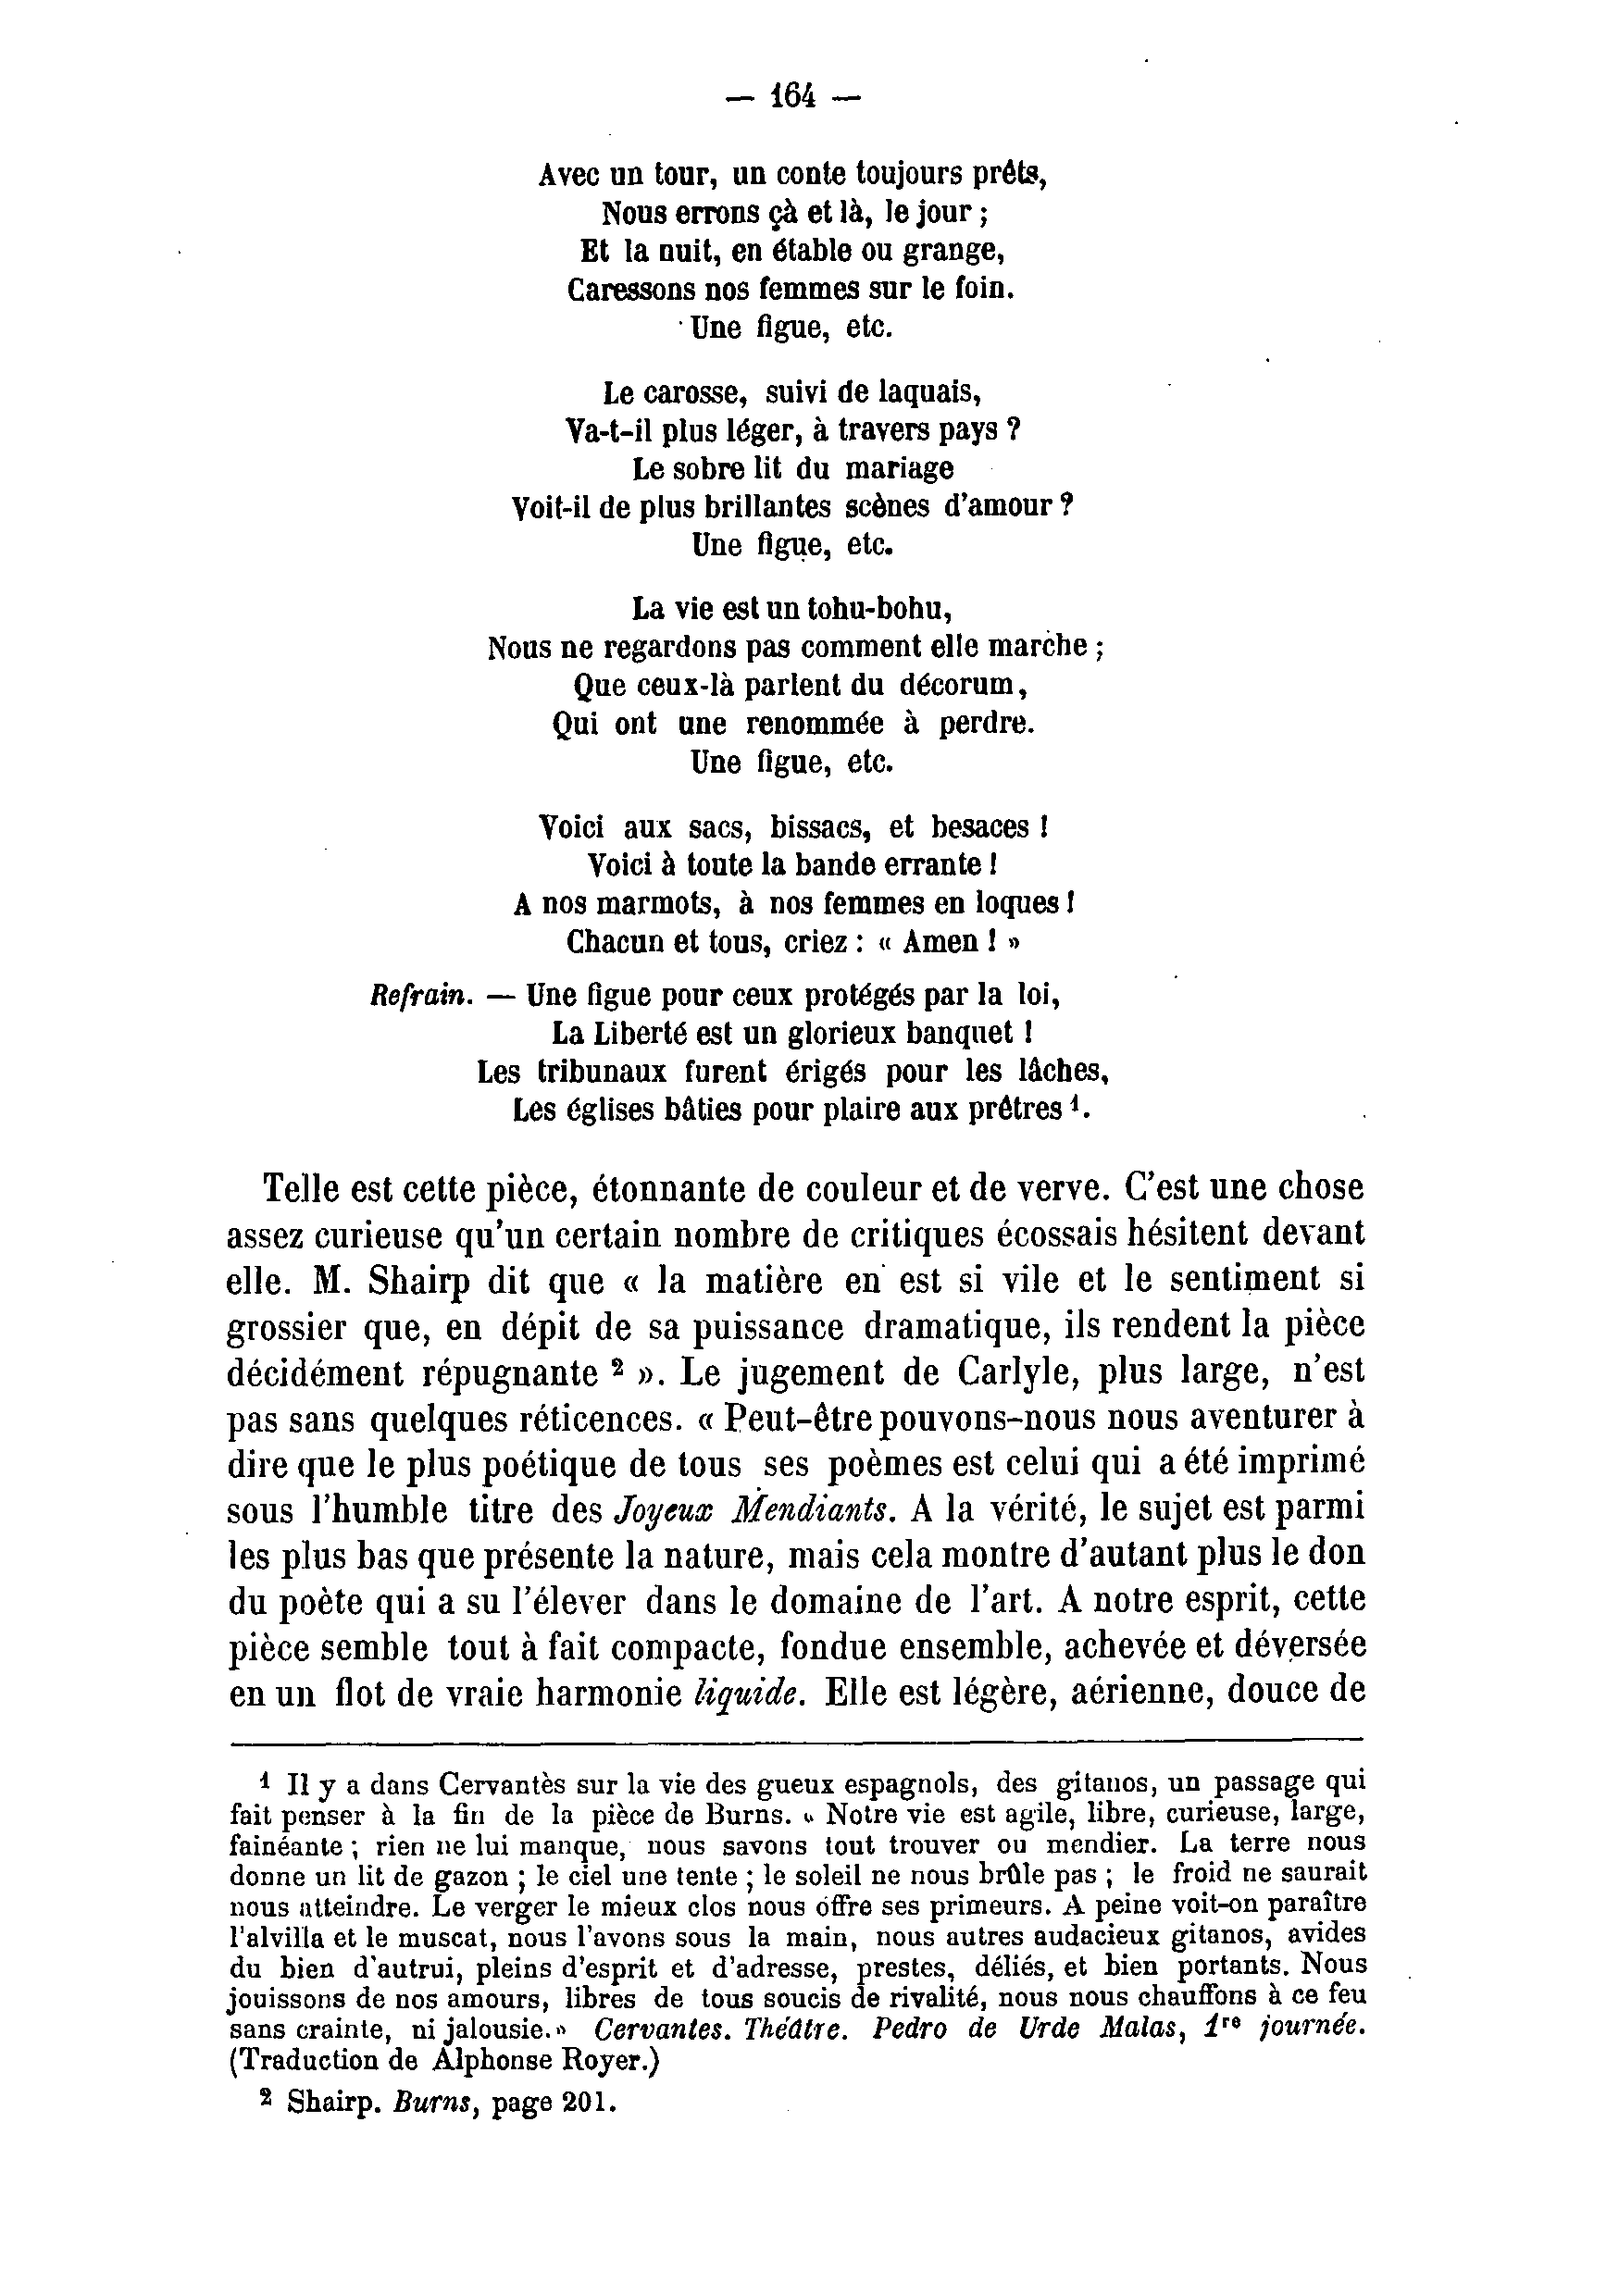 — 164 —
Avec un tour, un conte toujours prêts,
Nous errons çà et là, le jour ;
Et la nuit, en étable ou grange,
Caressons nos femmes sur le foin.
Une figue, etc.
Le carosse, suivi de laquais,
Va-t-il plus léger, à travers pays ?
Le sobre lit du mariage
Voit-il de plus brillantes scènes d'amour ?
Une figue, etc.
La vie est un tohu-bohu,
Nous ne regardons pas comment elle marche ;
Que ceux-là parlent du décorum,
Qui ont une renommée à perdre.
Une figue, etc.
Voici aux sacs, bissacs, et besaces !
Voici à toute la bande errante !
A nos marmots, à nos femmes en loques !
Chacun et tous, criez : « Amen ! »
Refrain. — Une figue pour ceux protégés par la loi,
La Liberté est un glorieux banquet !
Les tribunaux furent érigés pour les lâches,
Les églises bâties pour plaire aux prêtres ¹.
Telle est cette pièce, étonnante de couleur et de verve. C'est une chose
assez curieuse qu'un certain nombre de critiques écossais hésitent devant
elle. M. Shairp dit que « la matière en est si vile et le sentiment si
grossier que, en dépit de sa puissance dramatique, ils rendent la pièce
décidément répugnante ² ». Le jugement de Carlyle, plus large, n'est
pas sans quelques réticences. « Peut-être pouvons-nous nous aventurer à
dire que le plus poétique de tous ses poèmes est celui qui a été imprimé
sous l'humble titre des Joyeux Mendiants. A la vérité, le sujet est parmi
les plus bas que présente la nature, mais cela montre d'autant plus le don
du poète qui a su l'élever dans le domaine de l'art. A notre esprit, cette
pièce semble tout à fait compacte, fondue ensemble, achevée et déversée
en un flot de vraie harmonie liquide. Elle est légère, aérienne, douce de
¹ Il y a dans Cervantès sur la vie des gueux espagnols, des gitanos, un passage qui
fait penser à la fin de la pièce de Burns. « Notre vie est agile, libre, curieuse, large,
fainéante ; rien ne lui manque, nous savons tout trouver ou mendier. La terre nous
donne un lit de gazon ; le ciel une tente ; le soleil ne nous brûle pas ; le froid ne saurait
nous atteindre. Le verger le mieux clos nous offre ses primeurs. A peine voit-on paraître
l'alvilla et le muscat, nous l'avons sous la main, nous autres audacieux gitanos, avides
du bien d'autrui, pleins d'esprit et d'adresse, prestes, déliés, et bien portants. Nous
jouissons de nos amours, libres de tous soucis de rivalité, nous nous chauffons à ce feu
sans crainte, ni jalousie.» Cervantes. Théâtre. Pedro de Urde Malas, 1re journée.
(Traduction de Alphonse Royer.)
² Shairp. Burns, page 201.